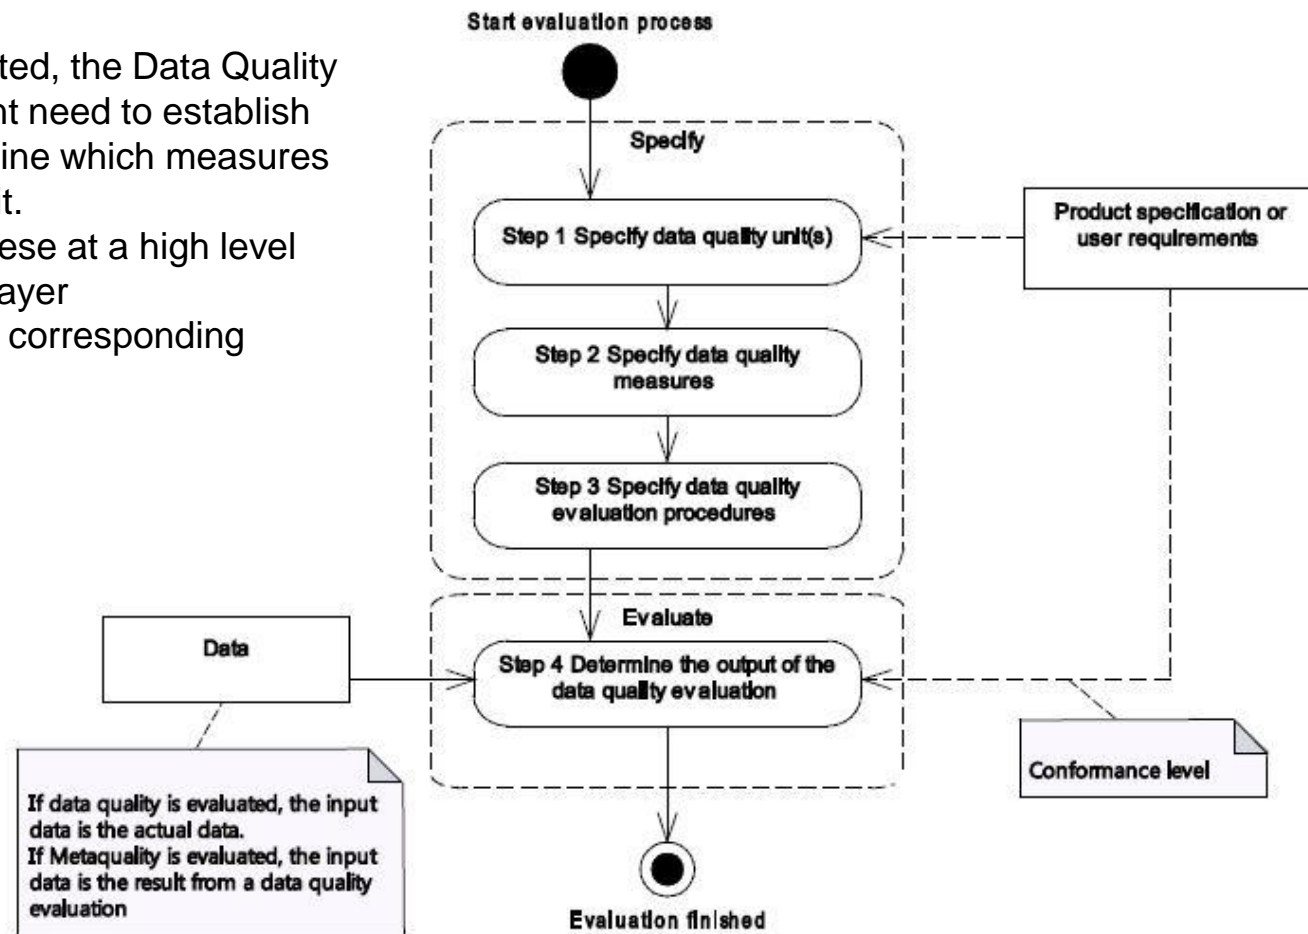 Start evaluation process
ted, the Data Quality
nt need to establish
ine which measures
it.
ese at a high level
ayer
corresponding
Specify
Step 1 Specify data quality unit(s)
Product specification or
user requirements
Step 2 Specify data quality
measures
Step 3 Specify data quality
evaluation procedures
Evaluate
Data
Step 4 Determine the output of the
data quality evaluation
Conformance level
If data quality is evaluated, the input
data is the actual data.
If Metaquality is evaluated, the input
data is the result from a data quality
evaluation
Evaluation finished